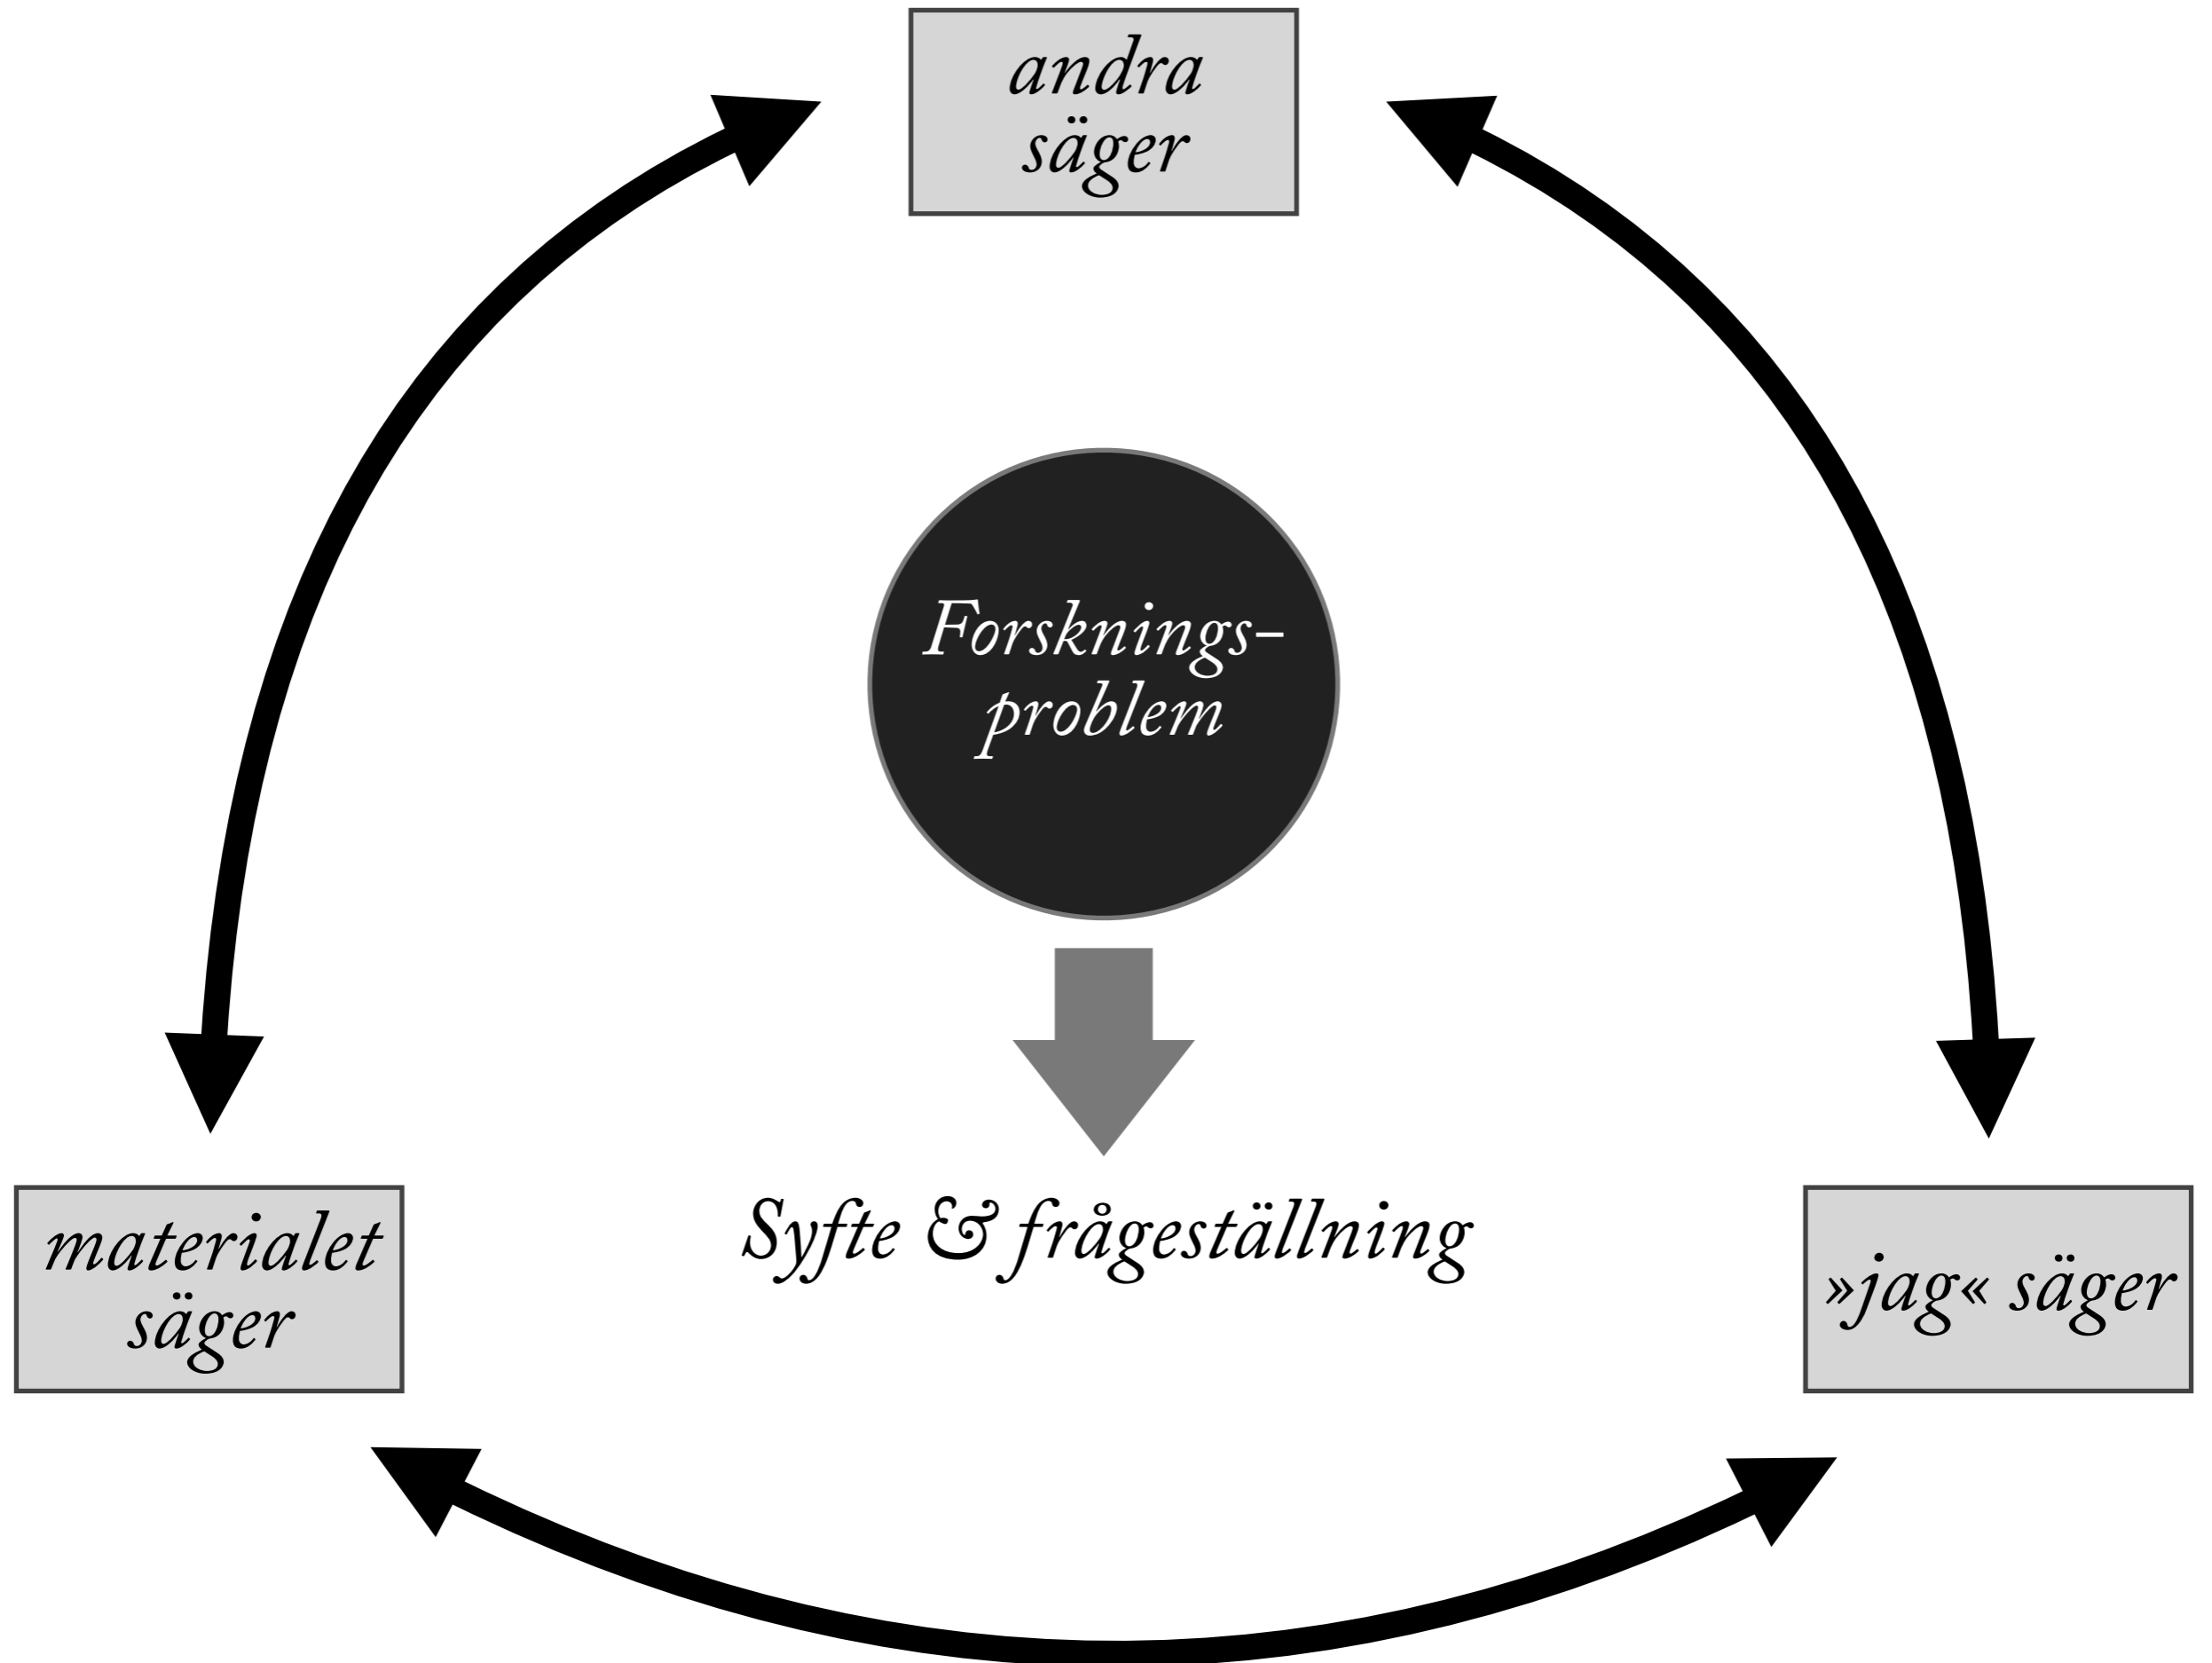 andra
säger
Forsknings–
problem
Syfte & frågeställning
materialet
säger
»jag« säger